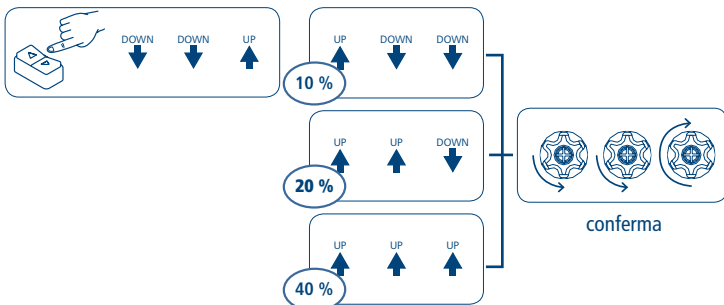 DOWN DOWN UP
UP DOWN DOWN
10 %
UP UP DOWN
20 %
UP UP UP
40 %
conferma